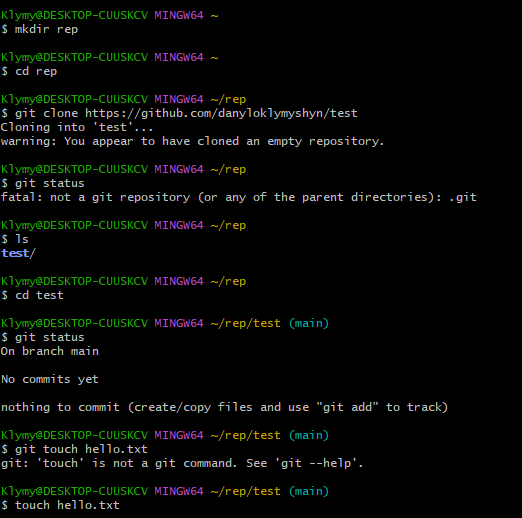 Klymy@DESKTOP-CUUSKCV MINGW64 ~
$ mkdir rep
Klymy@DESKTOP-CUUSKCV MINGW64 ~
$ cd rep
Klymy@DESKTOP-CUUSKCV MINGW64 ~/rep
$ git clone https://github.com/danyloklymyshyn/test
Cloning into 'test'...
warning: You appear to have cloned an empty repository.
Klymy@DESKTOP-CUUSKCV MINGW64 ~/rep
$ git status
fatal: not a git repository (or any of the parent directories): .git
Klymy@DESKTOP-CUUSKCV MINGW64 ~/rep
$ ls
test/
Klymy@DESKTOP-CUUSKCV MINGW64 ~/rep
$ cd test
Klymy@DESKTOP-CUUSKCV MINGW64 ~/rep/test (main)
$ git status
On branch main
No commits yet
nothing to commit (create/copy files and use "git add" to track)
Klymy@DESKTOP-CUUSKCV MINGW64 ~/rep/test (main)
$ git touch hello.txt
git: 'touch' is not a git command. See 'git --help'.
Klymy@DESKTOP-CUUSKCV MINGW64 ~/rep/test (main)
$ touch hello.txt